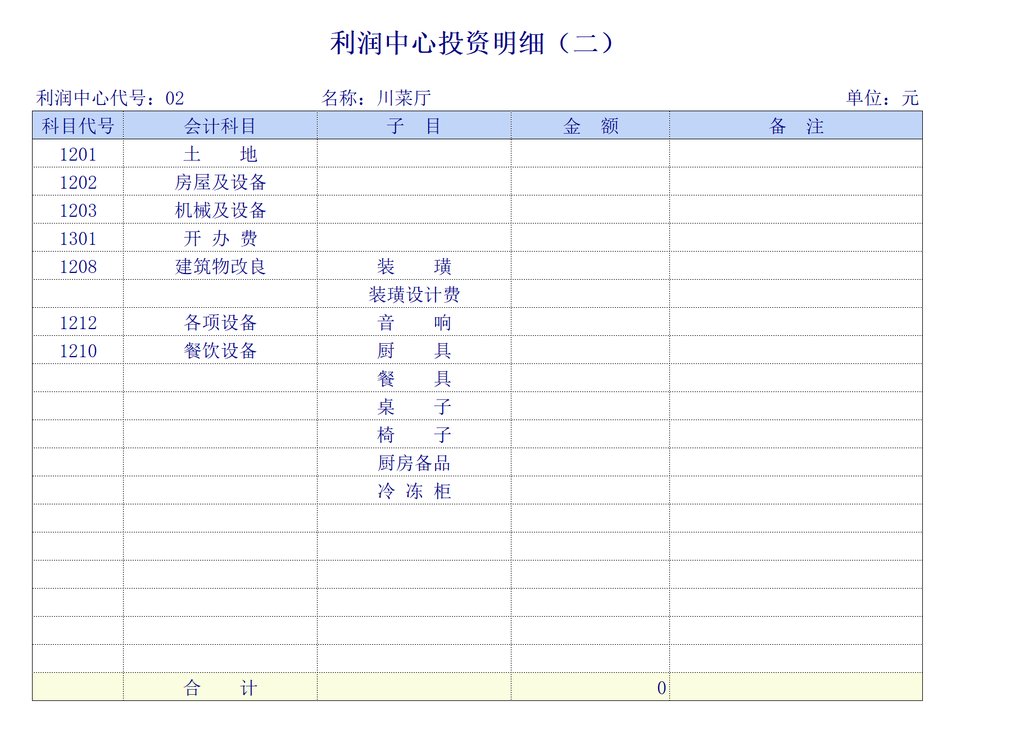 利润中心投资明细（二）
利润中心代号：02 名称：川菜厅 单位：元
科目代号 会计科目 子 目 金 额 备 注
1201 土 地
1202 房屋及设备
1203 机械及设备
1301 开 办 费
1208 建筑物改良 装 璜
装璜设计费
1212 各项设备 音 响
1210 餐饮设备 厨 具
餐 具
桌 子
椅 子
厨房备品
冷 冻 柜
合 计 0